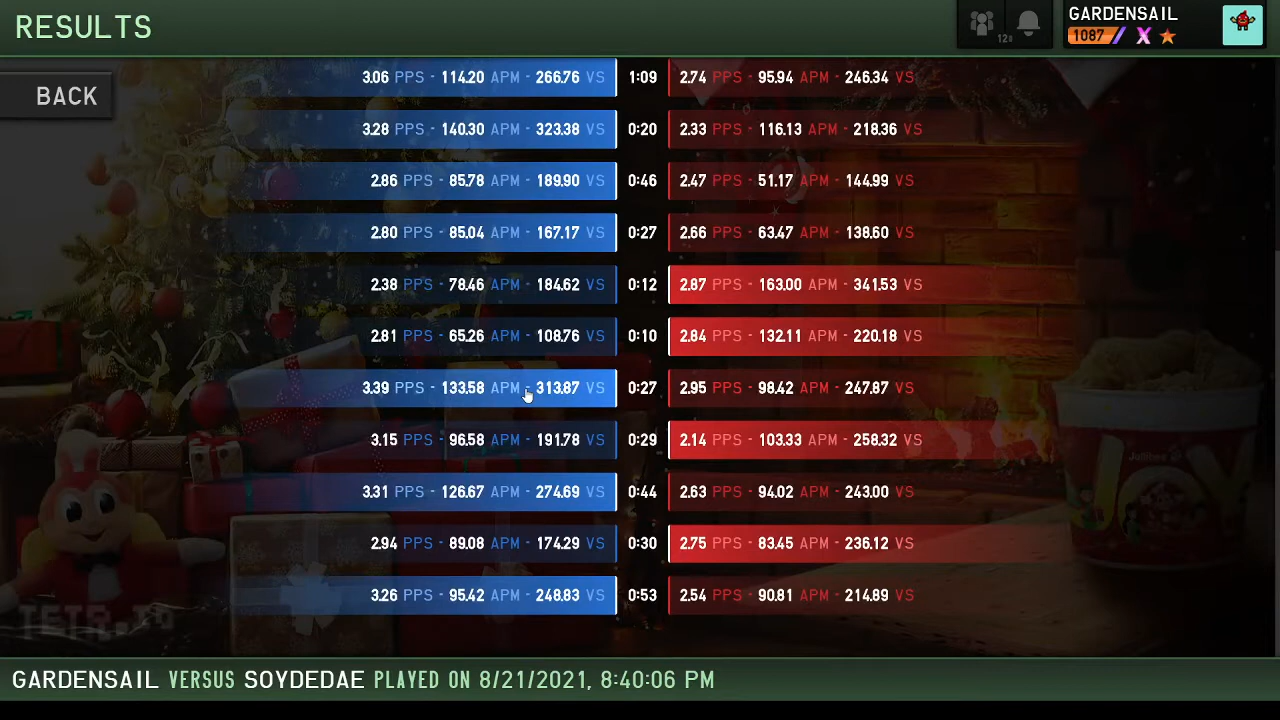 RESULTS
128
GARDENSAIL
1087
BACK
3.06 PPS - 114.20 APM - 266.76 VS 1:09 2.74 PPS - 95.94 APM - 246.34 VS
3.28 PPS - 140.30 APM - 323.38 VS 0:20 2.33 PPS - 116.13 APM - 218.36 VS
2.86 PPS - 85.78 APM - 189.90 VS 0:46 2.47 PPS - 51.17 APM - 144.99 VS
2.80 PPS - 85.04 APM - 167.17 VS 0:27 2.66 PPS - 63.47 APM - 138.60 VS
2.38 PPS - 78.46 APM - 184.62 VS 0:12 2.87 PPS - 163.00 APM - 341.53 VS
2.81 PPS - 65.26 APM - 108.76 VS 0:10 2.84 PPS - 132.11 APM - 220.18 VS
3.39 PPS - 133.58 APM - 313.87 VS 0:27 2.95 PPS - 98.42 APM - 247.87 VS
3.15 PPS - 96.58 APM - 191.78 VS 0:29 2.14 PPS - 103.33 APM - 258.32 VS
3.31 PPS - 126.67 APM - 274.69 VS 0:44 2.63 PPS - 94.02 APM - 243.00 VS
2.94 PPS - 89.08 APM - 174.29 VS 0:30 2.75 PPS - 83.45 APM - 236.12 VS
3.26 PPS - 95.42 APM - 248.83 VS 0:53 2.54 PPS - 90.81 APM - 214.89 VS
Jollibee
JOY
TETR.IO
GARDENSAIL VERSUS SOYDEDAE PLAYED ON 8/21/2021, 8:40:06 PM